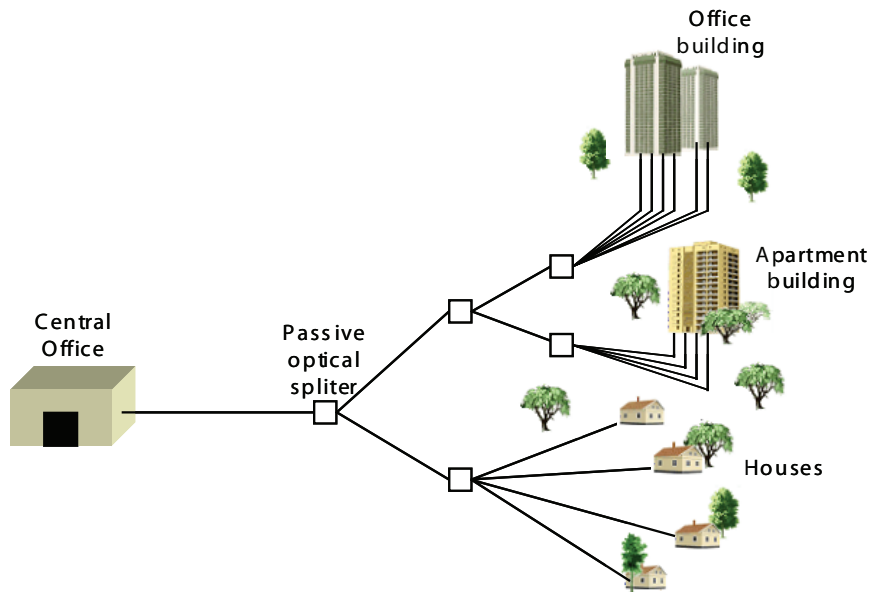 Office
building
Apartment
building
Central
Office
Passive
optical
spliter
Houses